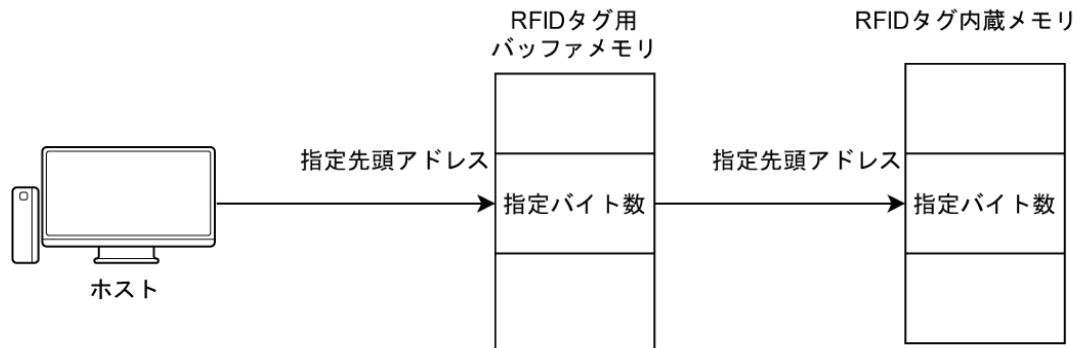 RFIDタグ用
バッファメモリ
RFIDタグ内蔵メモリ
指定先頭アドレス
指定先頭アドレス
指定バイト数
指定バイト数
ホスト